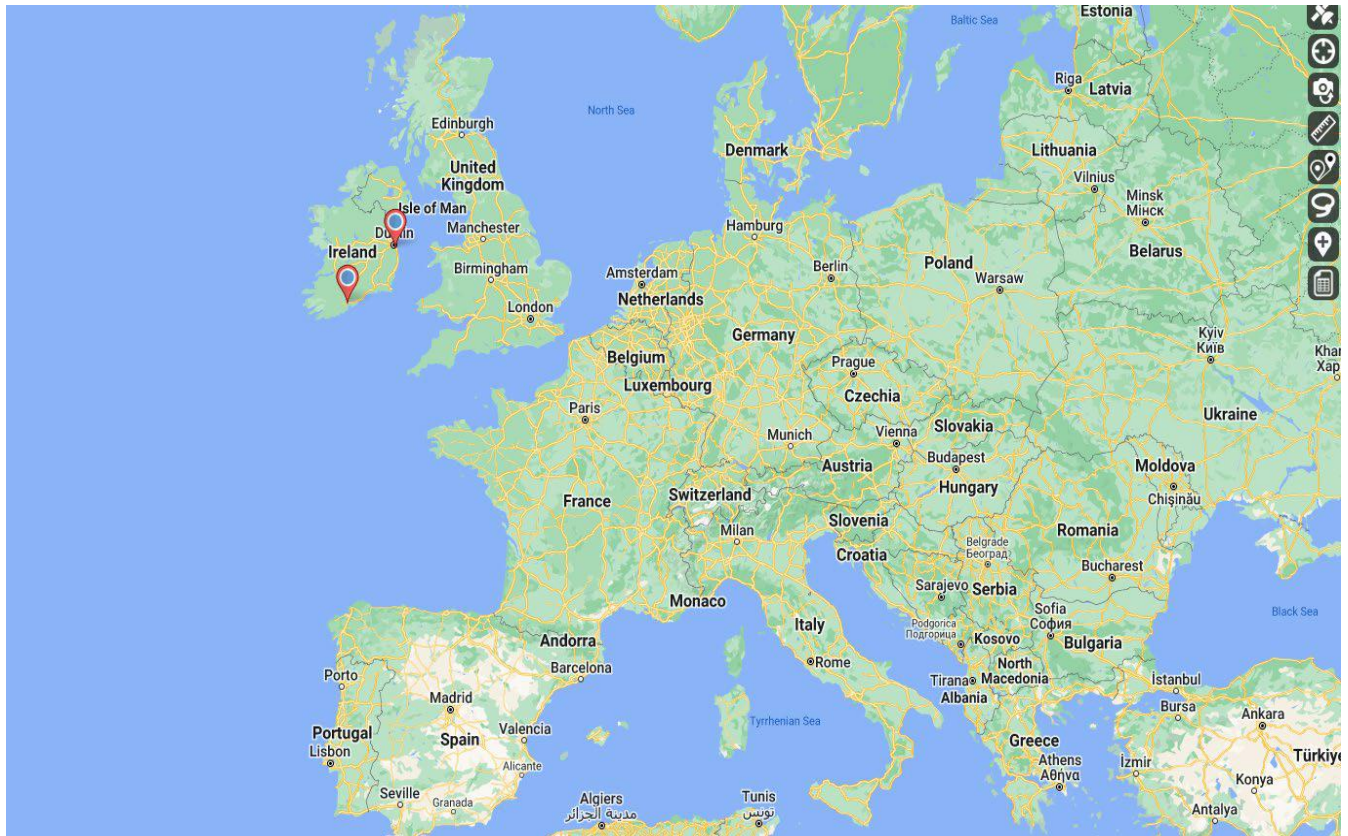 Baltic Sea
Estonia
Riga
Latvia
North Sea
Edinburgh
Denmark
Lithuania
United
Kingdom
Vilnius
Minsk
Мінск
Isle of Man
Manchester
Hamburg
Ireland
Belarus
Birmingham
Amsterdam
Berlin
Poland
Warsaw
London
Netherlands
Germany
Kyiv
Київ
Belgium
Prague
Luxembourg
Czechia
Paris
Ukraine
Munich
Vienna
Slovakia
Austria
Budapest
Moldova
Hungary
Chișinău
France
Switzerland
Slovenia
Milan
Romania
Croatia
Belgrade
Београд
Bucharest
Sarajevo
Serbia
Monaco
Sofia
София
Black Sea
Italy
Podgorica
Подгорица
Kosovo
Bulgaria
Andorra
Rome
Barcelona
North
Macedonia
Porto
Tirana
İstanbul
Madrid
Albania
Bursa
Ankara
Tyrrhenian Sea
Portugal
Spain
Valencia
Greece
Lisbon
Athens
Αθήνα
İzmir
Alicante
Konya
Seville
Granada
Algiers
مدينة الجزائر
Tunis
تونس
Antalya